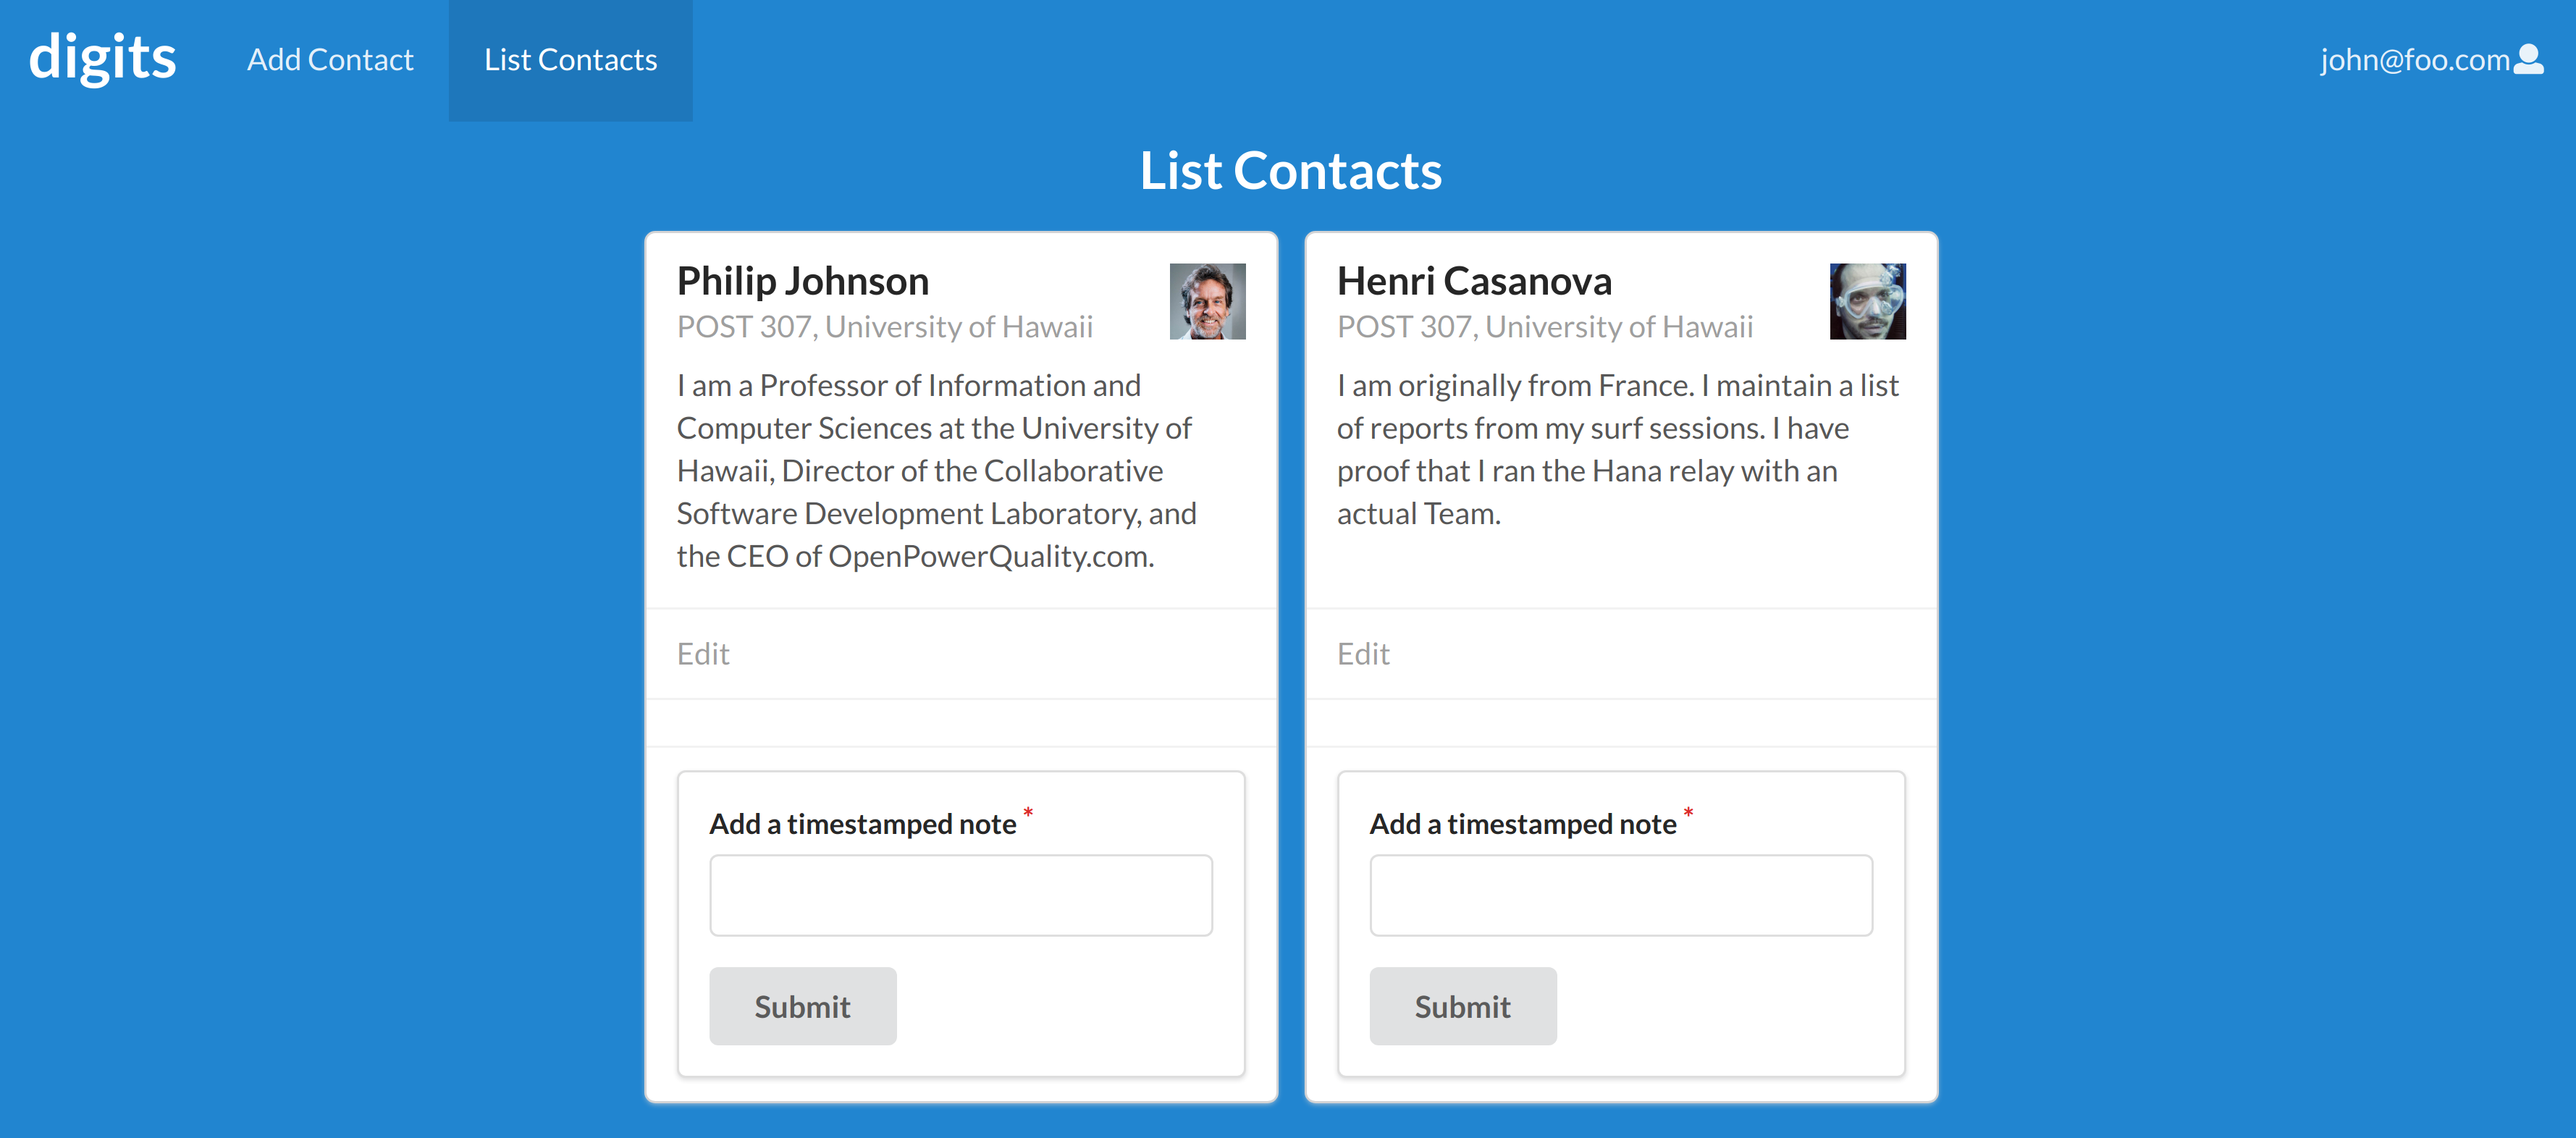 digits
Add Contact
List Contacts
john@foo.com
List Contacts
Philip Johnson
POST 307, University of Hawaii
I am a Professor of Information and
Computer Sciences at the University of
Hawaii, Director of the Collaborative
Software Development Laboratory, and
the CEO of OpenPowerQuality.com.
Edit
Add a timestamped note *
Submit
Henri Casanova
POST 307, University of Hawaii
I am originally from France. I maintain a list
of reports from my surf sessions. I have
proof that I ran the Hana relay with an
actual Team.
Edit
Add a timestamped note *
Submit